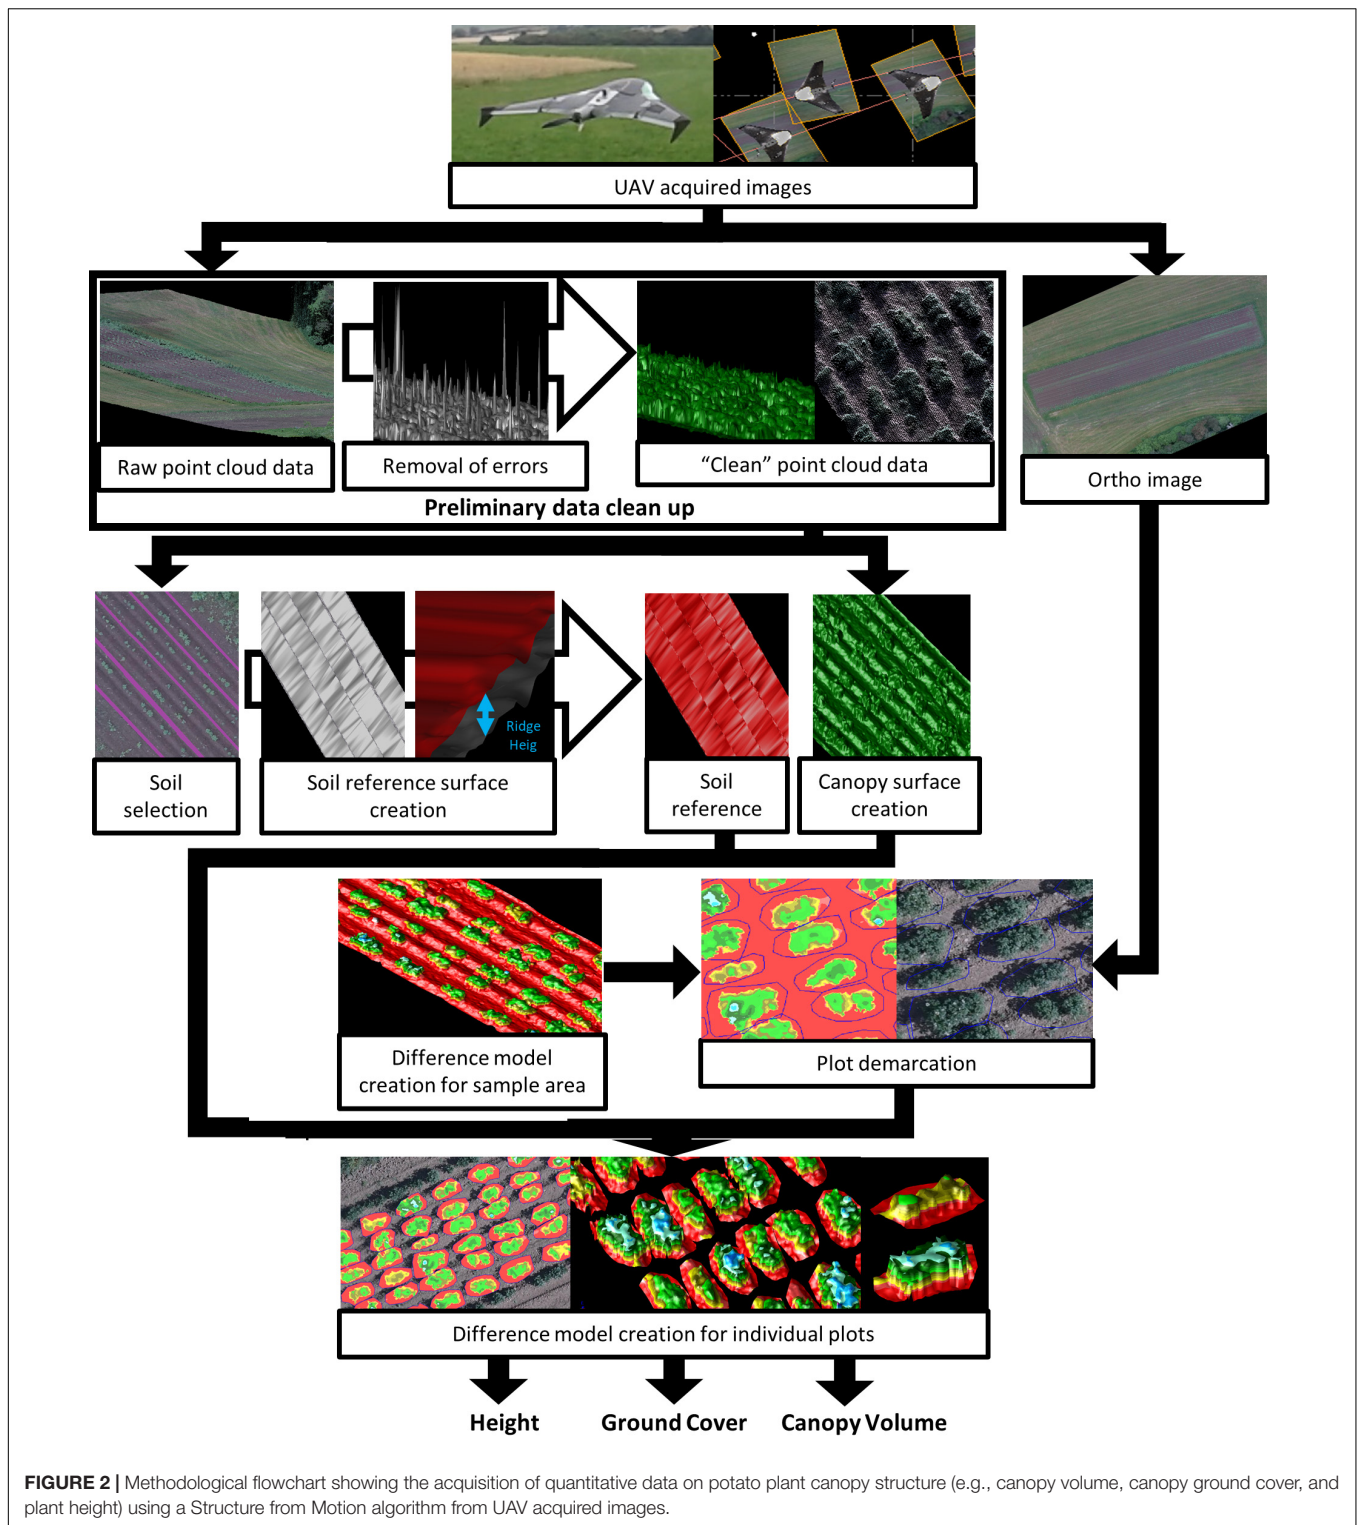 UAV acquired images
Raw point cloud data
Removal of errors
“Clean” point cloud data
Preliminary data clean up
Ortho image
Ridge
Heig
Soil
selection
Soil reference surface
creation
Soil
reference
Canopy surface
creation
Difference model
creation for sample area
Plot demarcation
Difference model creation for individual plots
Height
Ground Cover
Canopy Volume
FIGURE 2 | Methodological flowchart showing the acquisition of quantitative data on potato plant canopy structure (e.g., canopy volume, canopy ground cover, and
plant height) using a Structure from Motion algorithm from UAV acquired images.